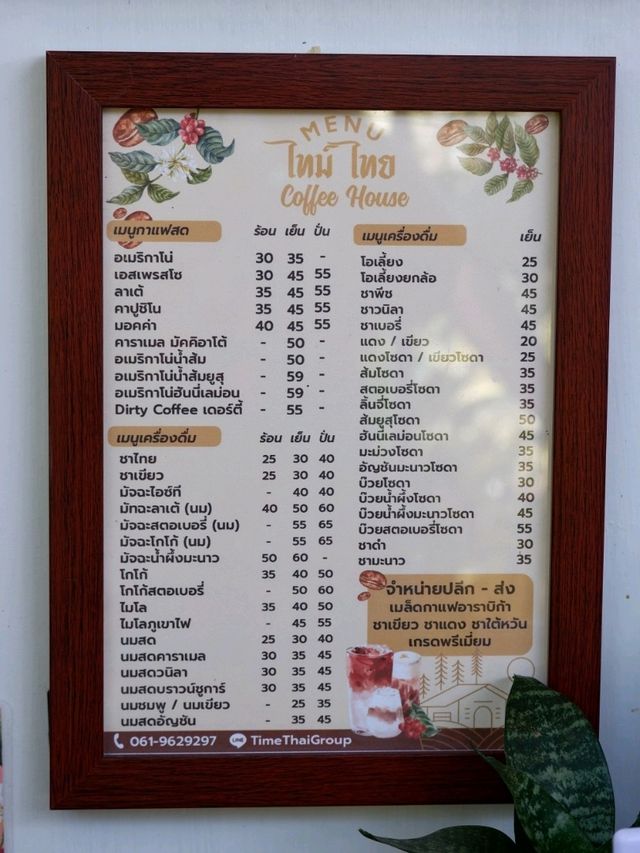 MENU
ไทม์ ไทย
Coffee House
เมนูกาแฟสด ร้อน เย็น ปั่น
อเมริกาโน่ 30 35 -
เอสเพรสโซ 30 45 55
ลาเต้ 35 45 55
คาปูชิโน 35 45 55
มอคค่า 40 45 55
คาราเมล มัคคิอาโต้ - 50 -
อเมริกาโน่น้ำส้ม - 50 -
อเมริกาโน่น้ำส้มยูสุ - 59 -
อเมริกาโน่ฮันนี่เลม่อน - 59 -
Dirty Coffee เดอร์ตี้ - 55 -
เมนูเครื่องดื่ม ร้อน เย็น ปั่น
ชาไทย 25 30 40
ชาเขียว 25 30 40
มัจฉะไอซ์ที - 40 40
มัทฉะลาเต้ (นม) 40 50 60
มัจฉะสตอเบอรี่ (นม) - 55 65
มัจฉะโกโก้ (นม) - 55 65
มัจฉะน้ำผึ้งมะนาว 50 60 -
โกโก้ 35 40 50
โกโก้สตอเบอรี่ - 50 60
ไมโล 35 40 50
ไมโลภูเขาไฟ - 45 55
นมสด 25 30 40
นมสดคาราเมล 30 35 45
นมสดวนิลา 30 35 45
นมสดบราวน์ชูการ์ 30 35 45
นมชมพู / นมเขียว - 25 35
นมสดอัญชัน - 35 45
เมนูเครื่องดื่ม เย็น
โอเลี้ยง 25
โอเลี้ยงยกล้อ 30
ชาพีช 45
ชาวนิลา 45
ชาเบอรี่ 45
แดง / เขียว 20
แดงโซดา / เขียวโซดา 25
ส้มโซดา 35
สตอเบอรี่โซดา 35
ลิ้นจี่โซดา 35
ส้มยูสุโซดา 50
ฮันนี่เลม่อนโซดา 45
มะม่วงโซดา 35
อัญชันมะนาวโซดา 35
บ๊วยโซดา 30
บ๊วยน้ำผึ้งโซดา 40
บ๊วยน้ำผึ้งมะนาวโซดา 45
บ๊วยสตอเบอรี่โซดา 55
ชาดำ 30
ชามะนาว 35
จำหน่ายปลีก - ส่ง
เมล็ดกาแฟอาราบิก้า
ชาเขียว ชาแดง ชาใต้หวัน
เกรดพรีเมี่ยม
061-9629297 LINE TimeThaiGroup